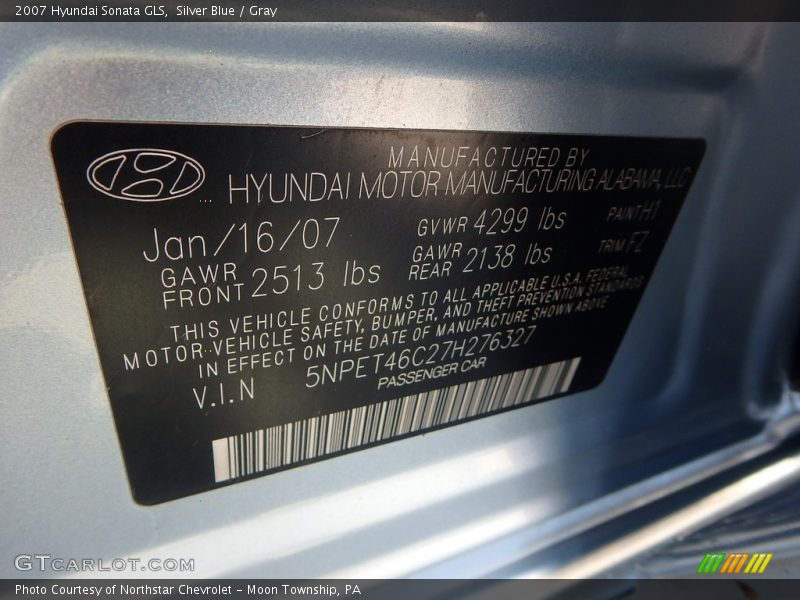 2007 Hyundai Sonata GLS, Silver Blue / Gray
MANUFACTURED BY
HYUNDAI MOTOR MANUFACTURING ALABAMA, LLC
Jan/16/07 GVWR 4299 lbs PAINT H1
GAWR FRONT 2513 lbs GAWR REAR 2138 lbs TRIM FZ
THIS VEHICLE CONFORMS TO ALL APPLICABLE U.S.A. FEDERAL
MOTOR VEHICLE SAFETY, BUMPER, AND THEFT PREVENTION STANDARDS
IN EFFECT ON THE DATE OF MANUFACTURE SHOWN ABOVE
V.I.N 5NPET46C27H276327
PASSENGER CAR
GTCARLOT.COM
Photo Courtesy of Northstar Chevrolet - Moon Township, PA